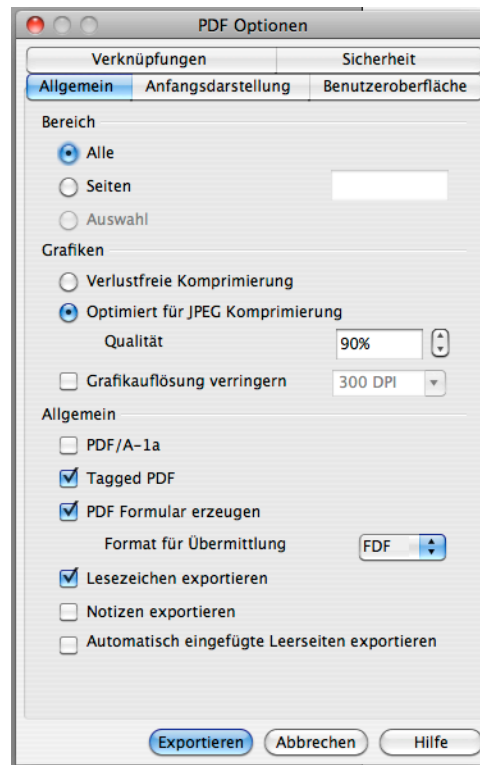 PDF Optionen
Verknüpfungen Sicherheit
Allgemein Anfangsdarstellung Benutzeroberfläche
Bereich
Alle
Seiten
Auswahl
Grafiken
Verlustfreie Komprimierung
Optimiert für JPEG Komprimierung
Qualität 90%
Grafikauflösung verringern 300 DPI
Allgemein
PDF/A-1a
Tagged PDF
PDF Formular erzeugen
Format für Übermittlung FDF
Lesezeichen exportieren
Notizen exportieren
Automatisch eingefügte Leerseiten exportieren
Exportieren Abbrechen Hilfe